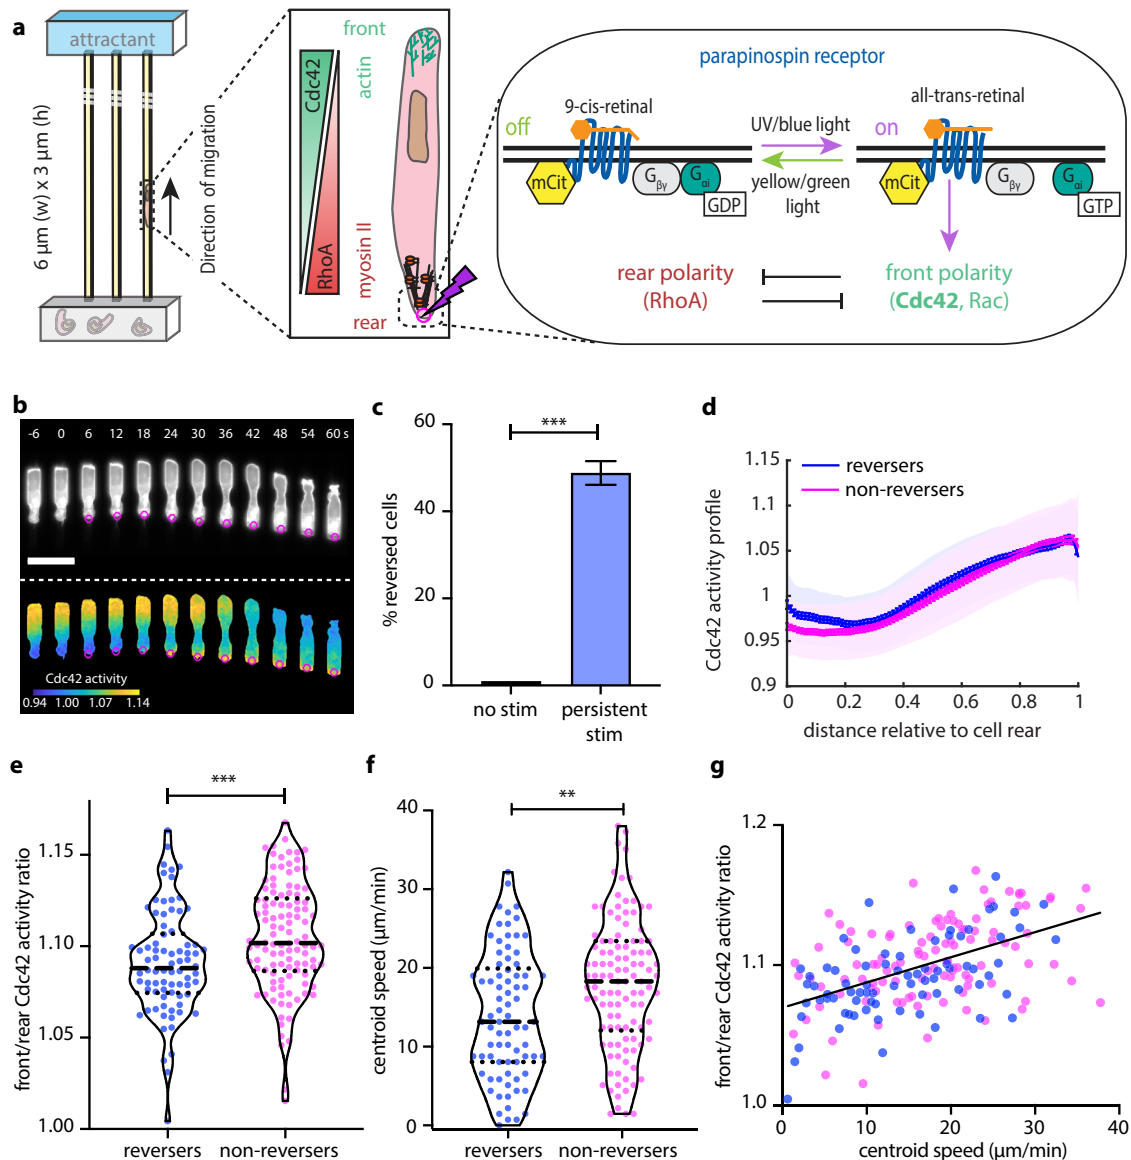 a
attractant
6 µm (w) x 3 µm (h)
Direction of migration
front
Cdc42
actin
RhoA
myosin II
rear
parapinospin receptor
9-cis-retinal
all-trans-retinal
off
UV/blue light
on
mCit
Gβγ
Gαi
GDP
yellow/green
light
mCit
Gβγ
Gαi
GTP
rear polarity
(RhoA)
front polarity
(Cdc42, Rac)
b
-6 0 6 12 18 24 30 36 42 48 54 60 s
Cdc42 activity
0.94 1.00 1.07 1.14
c
% reversed cells
60
40
20
0
***
no stim
persistent
stim
d
Cdc42 activity profile
1.15
1.1
1.05
1
0.95
0.9
reversers
non-reversers
0 0.2 0.4 0.6 0.8 1
distance relative to cell rear
e
front/rear Cdc42 activity ratio
1.15
1.10
1.05
1.00
***
reversers non-reversers
f
centroid speed (µm/min)
40
30
20
10
0
**
reversers non-reversers
g
front/rear Cdc42 activity ratio
1.2
1.1
1.0
0 10 20 30 40
centroid speed (µm/min)